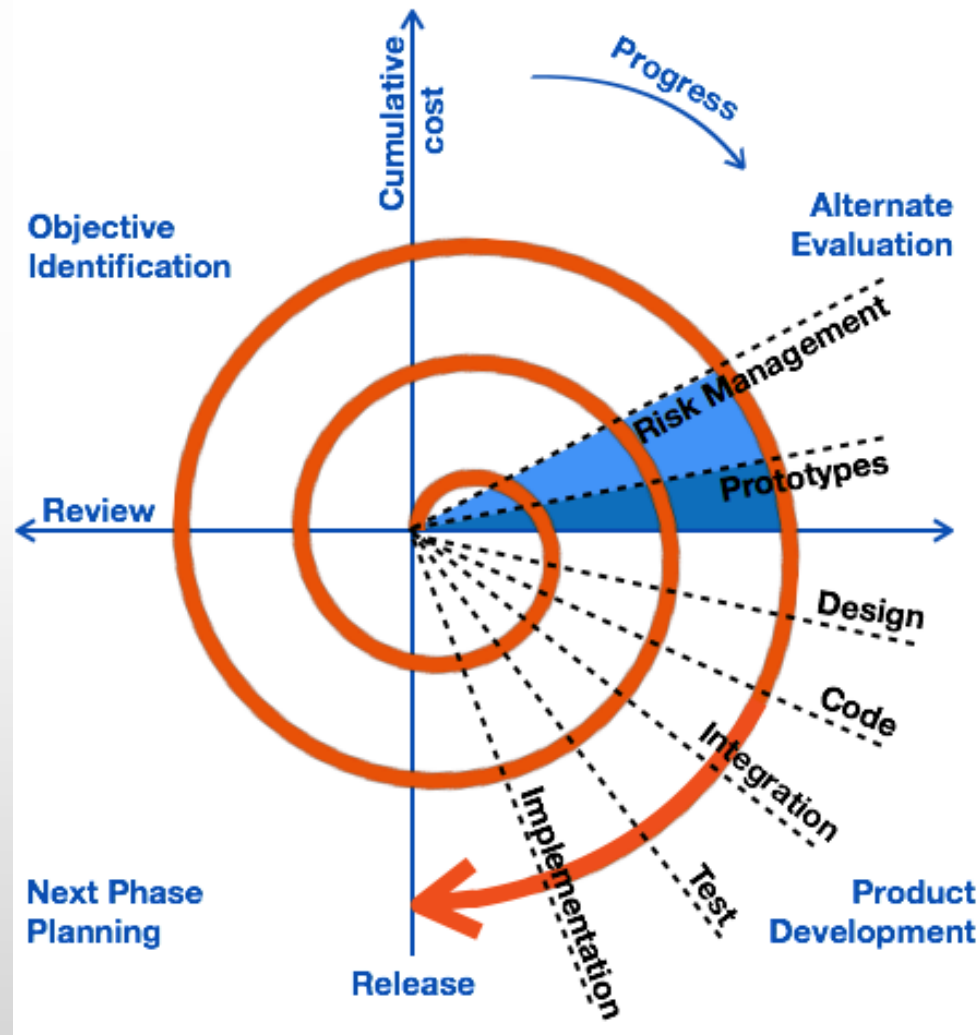 Cumulative
cost
Progress
Objective
Identification
Alternate
Evaluation
Risk Management
Prototypes
Review
Design
Code
Integration
Test
Implementation
Next Phase
Planning
Product
Development
Release